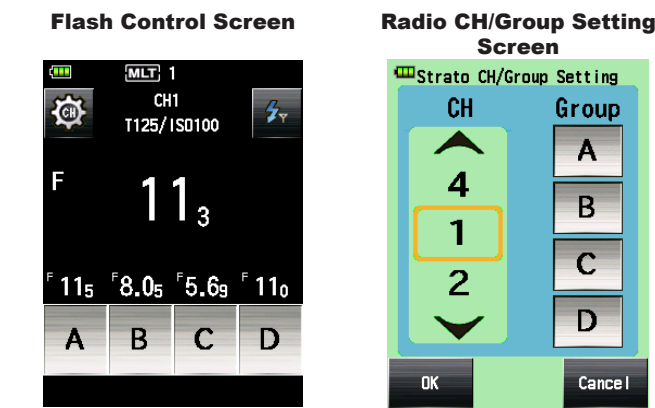 Flash Control Screen
MLT 1
CH
CH1
T125/ISO100
F 11 3
F 11 5 F 8.0 5 F 5.6 9 F 11 0
A B C D
Radio CH/Group Setting
Screen
Strato CH/Group Setting
CH Group
4
1
2
A
B
C
D
OK Cancel